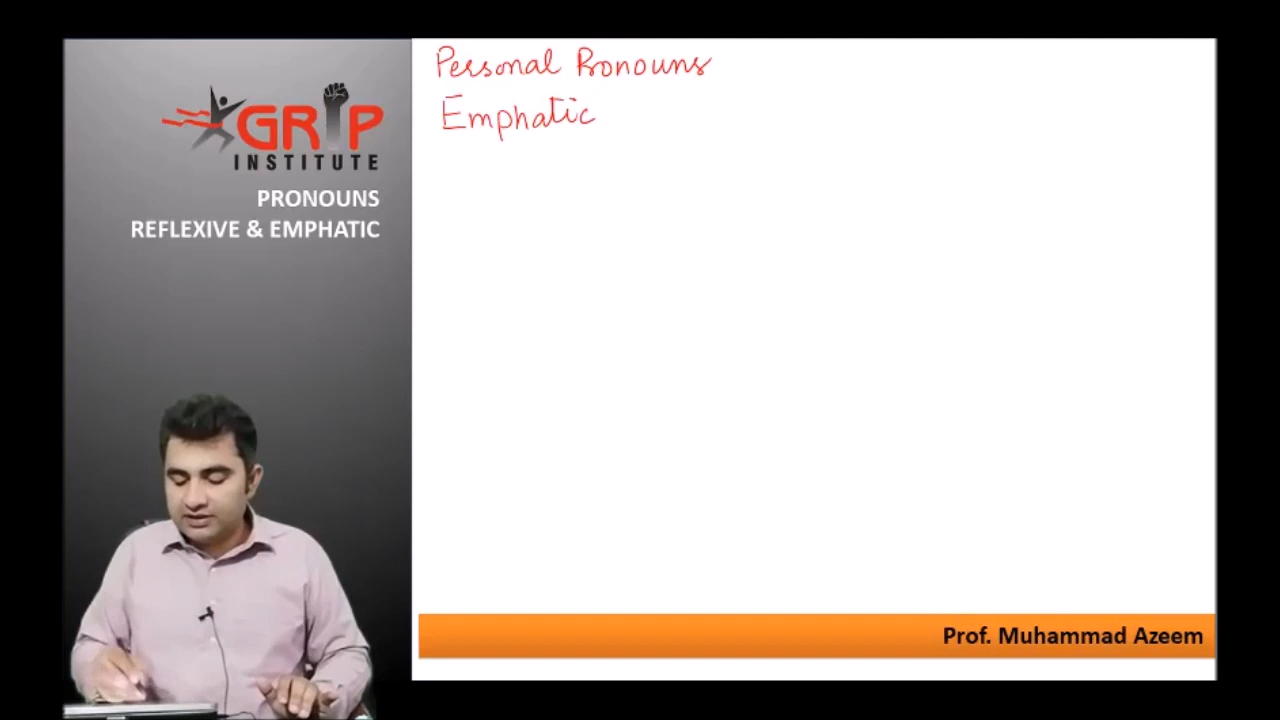 GRIP
INSTITUTE
PRONOUNS
REFLEXIVE & EMPHATIC
Personal Pronouns
Emphatic
Prof. Muhammad Azeem